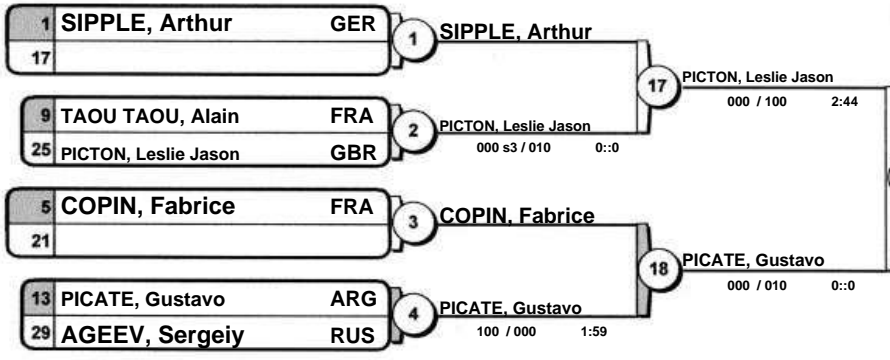 1 SIPPLE, Arthur GER
17
1
SIPPLE, Arthur
9 TAOU TAOU, Alain FRA
25 PICTON, Leslie Jason GBR
2
PICTON, Leslie Jason
000 s3 / 010 0::0
17
PICTON, Leslie Jason
000 / 100 2:44
5 COPIN, Fabrice FRA
21
3
COPIN, Fabrice
13 PICATE, Gustavo ARG
29 AGEEV, Sergeiy RUS
4
PICATE, Gustavo
100 / 000 1:59
18
PICATE, Gustavo
000 / 010 0::0